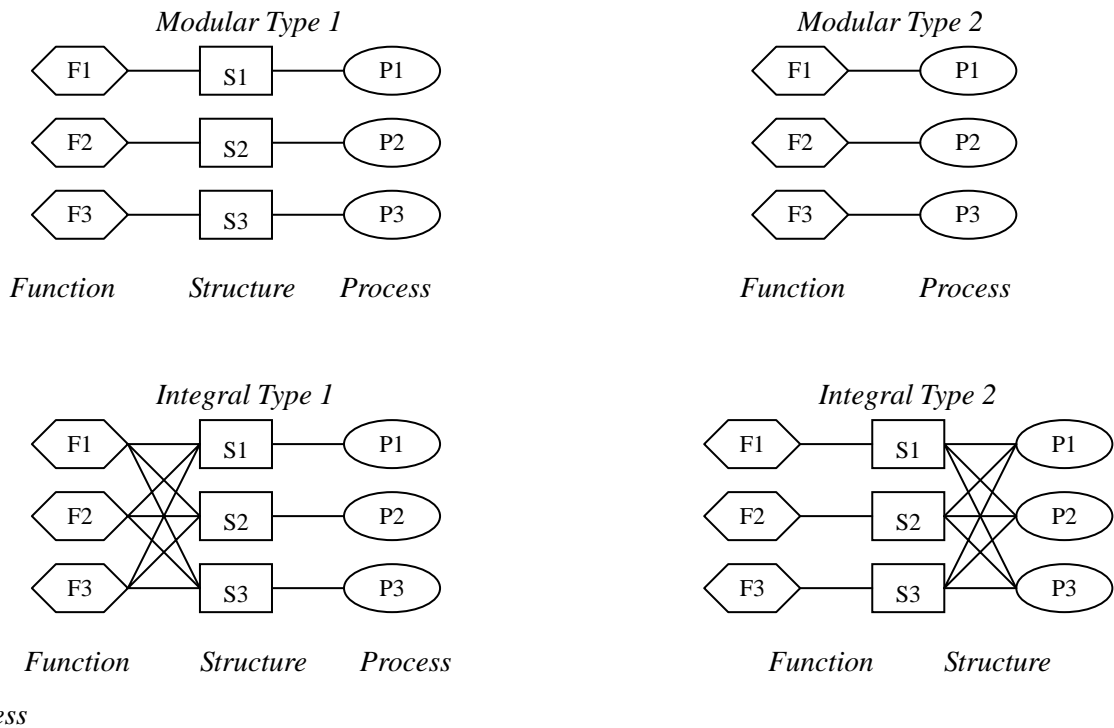 Modular Type 1
F1 S1 P1
F2 S2 P2
F3 S3 P3
Function Structure Process
Modular Type 2
F1 P1
F2 P2
F3 P3
Function Process
Integral Type 1
F1 S1 P1
F2 S2 P2
F3 S3 P3
Function Structure Process
Integral Type 2
F1 S1 P1
F2 S2 P2
F3 S3 P3
Function Structure
ess